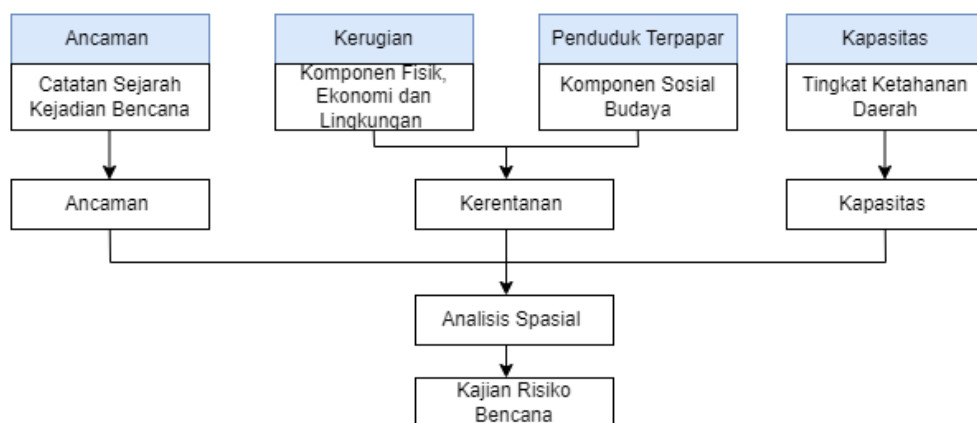 Ancaman
Kerugian
Penduduk Terpapar
Kapasitas
Catatan Sejarah
Kejadian Bencana
Komponen Fisik,
Ekonomi dan
Lingkungan
Komponen Sosial
Budaya
Tingkat Ketahanan
Daerah
Ancaman
Kerentanan
Kapasitas
Analisis Spasial
Kajian Risiko
Bencana